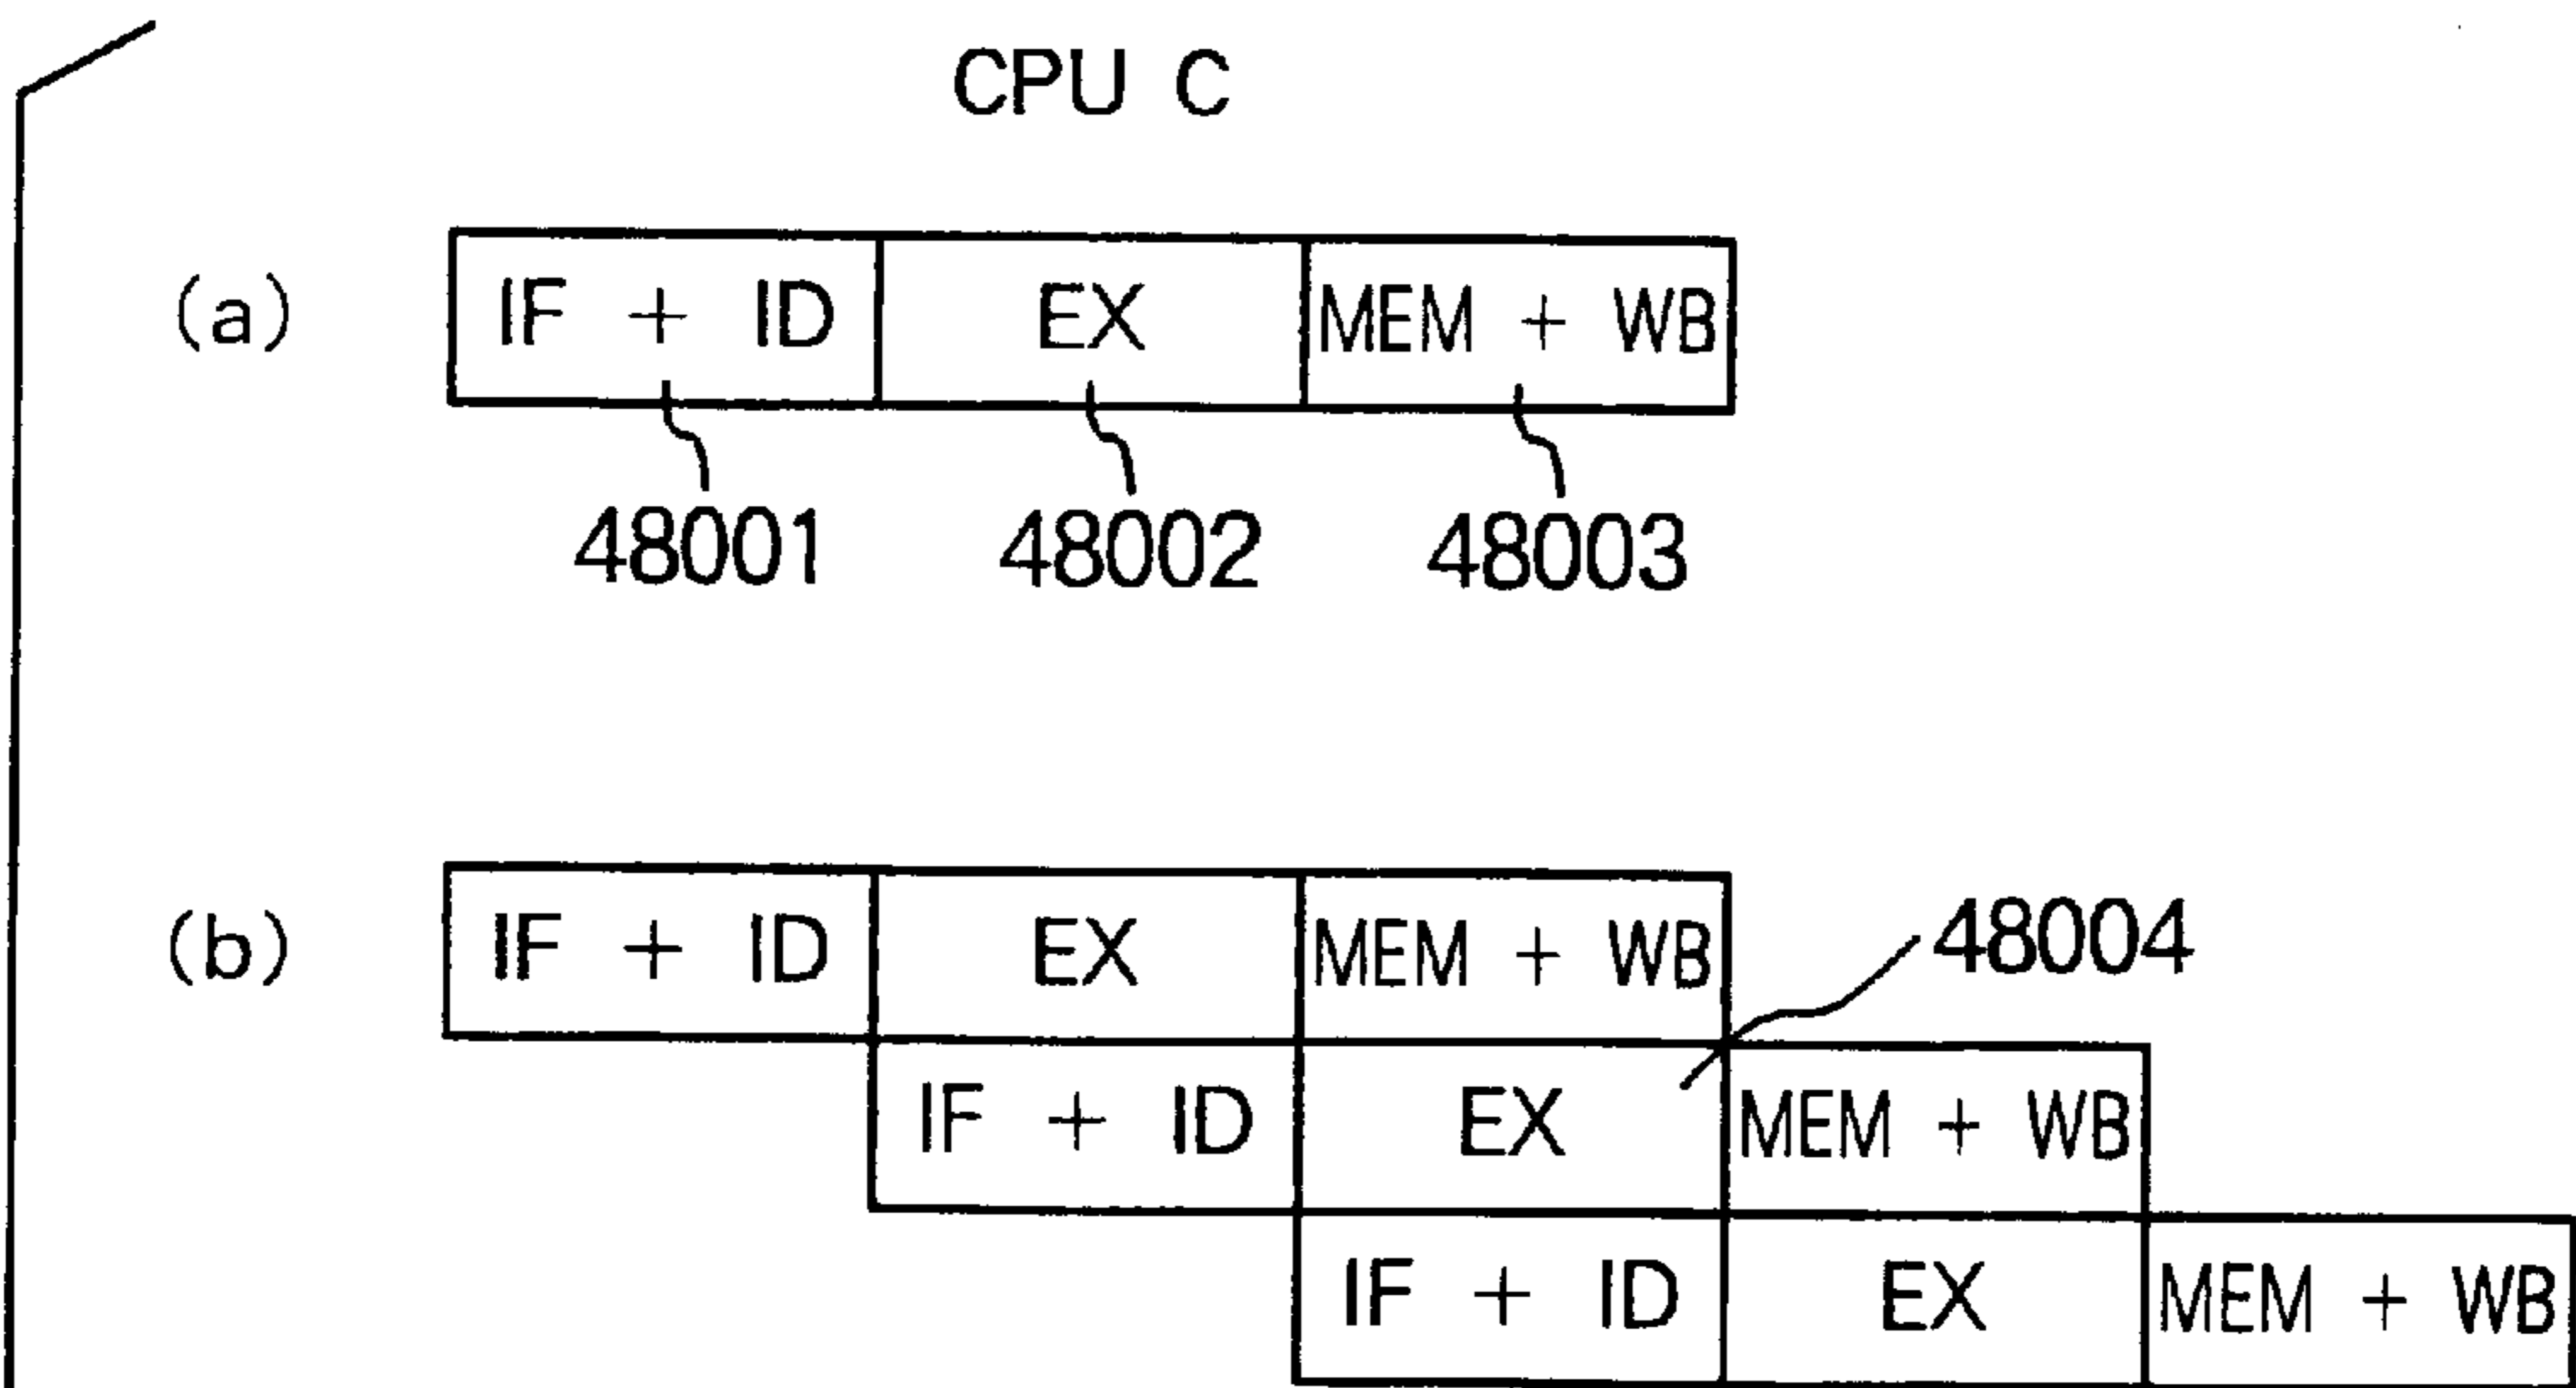 CPU C
(a) IF + ID EX MEM + WB
48001 48002 48003
(b) IF + ID EX MEM + WB 48004
IF + ID EX MEM + WB
IF + ID EX MEM + WB